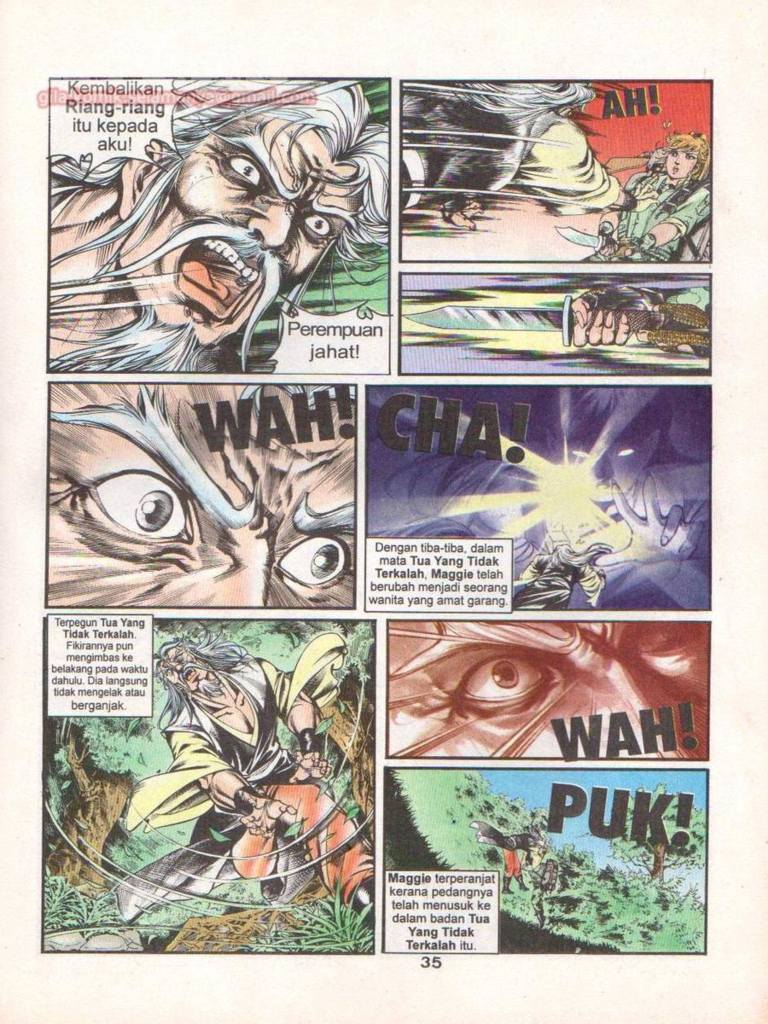 Kembalikan
Riang-riang
itu kepada
aku!
Perempuan
jahat!
AH!
WAH!
CHA!
Dengan tiba-tiba, dalam
mata Tua Yang Tidak
Terkalah, Maggie telah
berubah menjadi seorang
wanita yang amat garang.
Terpegun Tua Yang
Tidak Terkalah.
Fikirannya pun
mengimbas ke
belakang pada waktu
dahulu. Dia langsung
tidak mengelak atau
berganjak.
WAH!
PUK!
Maggie terperanjat
kerana pedangnya
telah menusuk ke
dalam badan Tua
Yang Tidak
Terkalah itu.
35